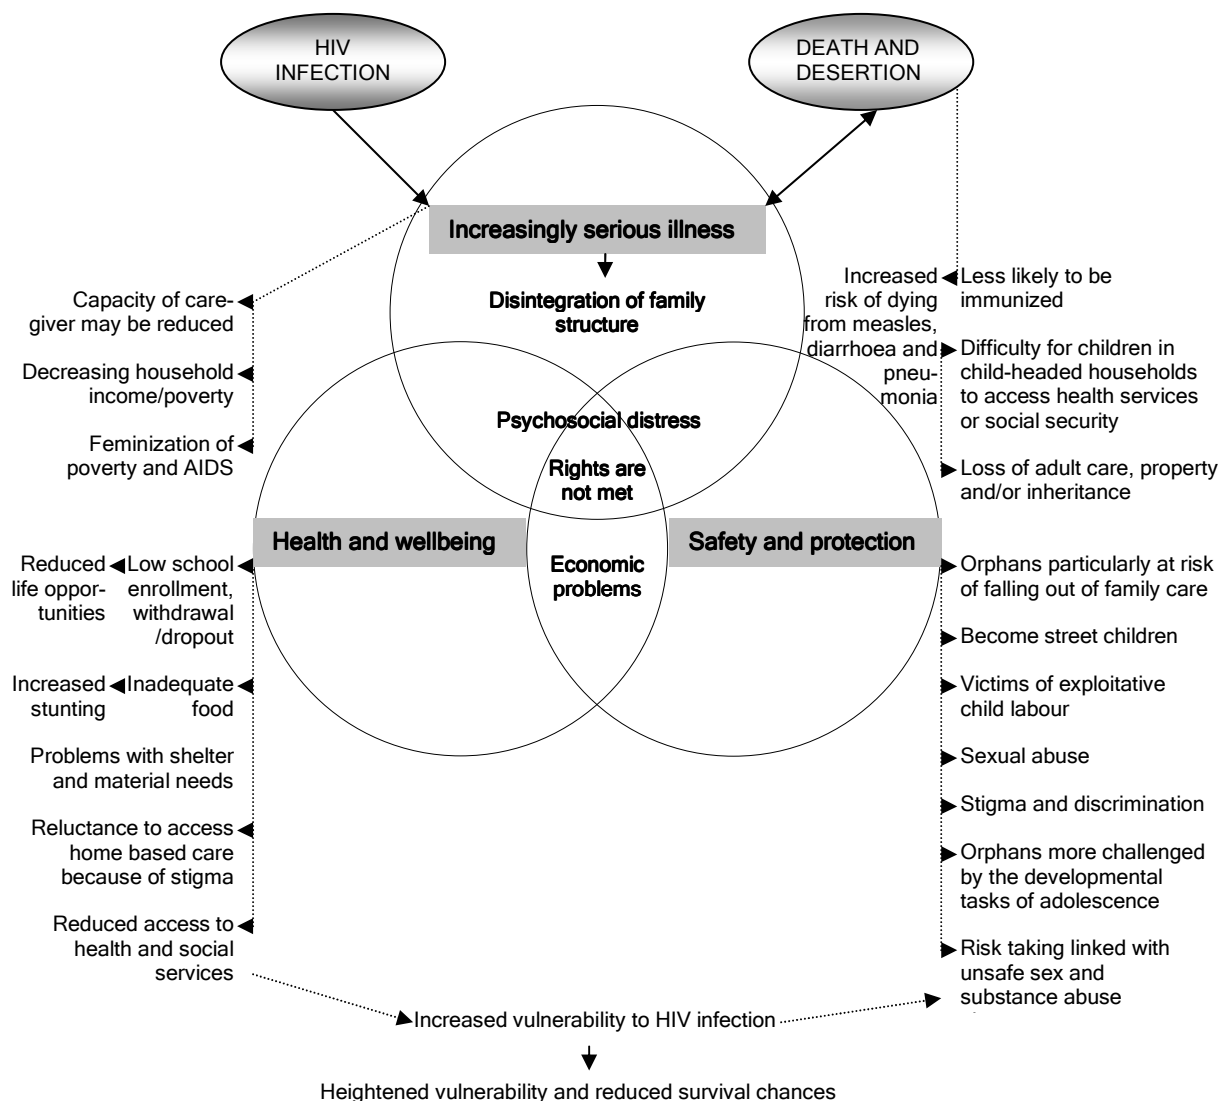 HIV
INFECTION
DEATH AND
DESERTION
Increasingly serious illness
Disintegration of family
structure
Psychosocial distress
Rights are
not met
Health and wellbeing
Safety and protection
Economic
problems
Capacity of care-
giver may be reduced
Decreasing household
income/poverty
Feminization of
poverty and AIDS
Reduced
life oppor-
tunities
Low school
enrollment,
withdrawal
/dropout
Increased
stunting
Inadequate
food
Problems with shelter
and material needs
Reluctance to access
home based care
because of stigma
Reduced access to
health and social
services
Increased
risk of dying
from measles,
diarrhoea and
pneu-
monia
Less likely to be
immunized
Difficulty for children in
child-headed households
to access health services
or social security
Loss of adult care, property
and/or inheritance
Orphans particularly at risk
of falling out of family care
Become street children
Victims of exploitative
child labour
Sexual abuse
Stigma and discrimination
Orphans more challenged
by the developmental
tasks of adolescence
Risk taking linked with
unsafe sex and
substance abuse
Increased vulnerability to HIV infection
Heightened vulnerability and reduced survival chances